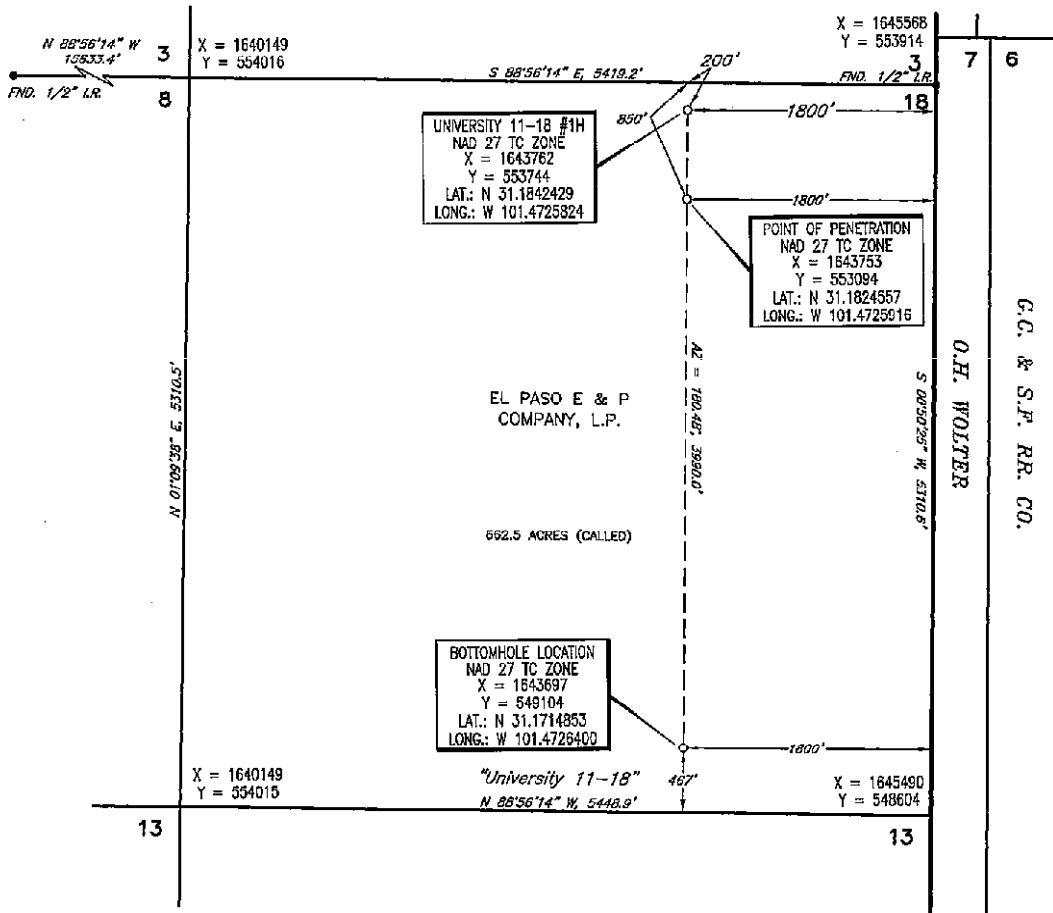 X = 1645568
Y = 553914
N 88°56'14" W
15633.4'
3
X = 1640149
Y = 554016
3
7
6
S 88°56'14" E, 5419.2'
200'
FND. 1/2" I.R.
FND. 1/2" I.R.
8
18
850'
1800'
UNIVERSITY 11-18 #1H
NAD 27 TC ZONE
X = 1643762
Y = 553744
LAT.: N 31.1842429
LONG.: W 101.4725824
1800'
POINT OF PENETRATION
NAD 27 TC ZONE
X = 1643753
Y = 553094
LAT.: N 31.1824557
LONG.: W 101.4725916
G.C. & S.F. RR. CO.
O.H. WOLTER
AZ = 180.48°, 3990.0'
S 00°50'26" W, 5310.6'
N 01°09'38" E, 5310.5'
EL PASO E & P
COMPANY, L.P.
662.5 ACRES (CALLED)
BOTTOMHOLE LOCATION
NAD 27 TC ZONE
X = 1643697
Y = 549104
LAT.: N 31.1714853
LONG.: W 101.4726400
1800'
X = 1640149
Y = 554015
"University 11-18"
467'
X = 1645490
Y = 548604
N 88°56'14" W, 5448.9'
13
13